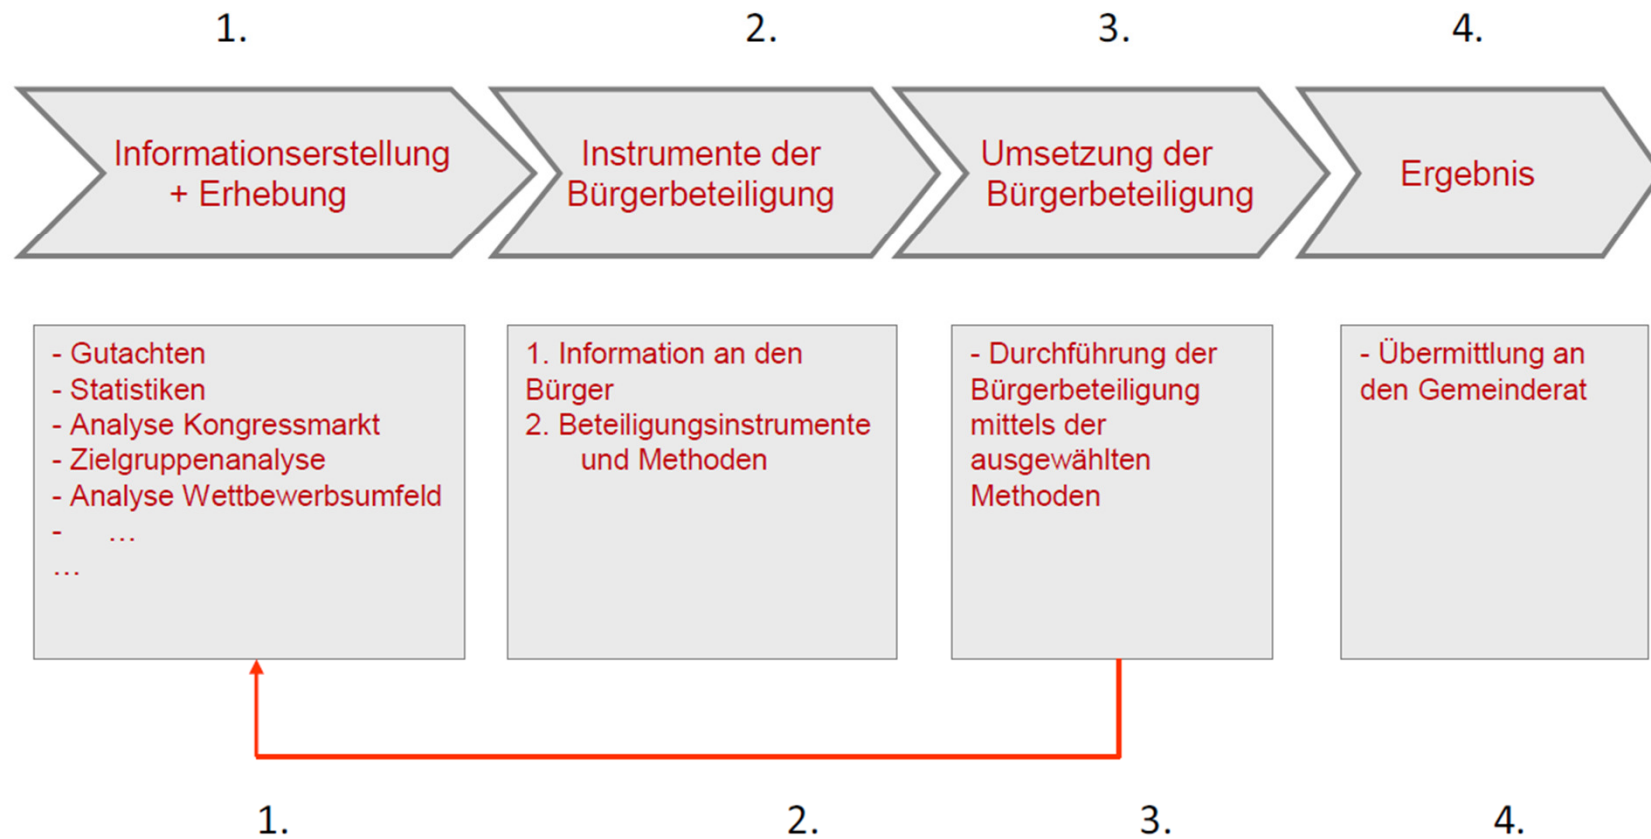 1.
2.
3.
4.
Informationserstellung
+ Erhebung
Instrumente der
Bürgerbeteiligung
Umsetzung der
Bürgerbeteiligung
Ergebnis
- Gutachten
- Statistiken
- Analyse Kongressmarkt
- Zielgruppenanalyse
- Analyse Wettbewerbsumfeld
- ...
...
1. Information an den
Bürger
2. Beteiligungsinstrumente
und Methoden
- Durchführung der
Bürgerbeteiligung
mittels der
ausgewählten
Methoden
- Übermittlung an
den Gemeinderat
1.
2.
3.
4.